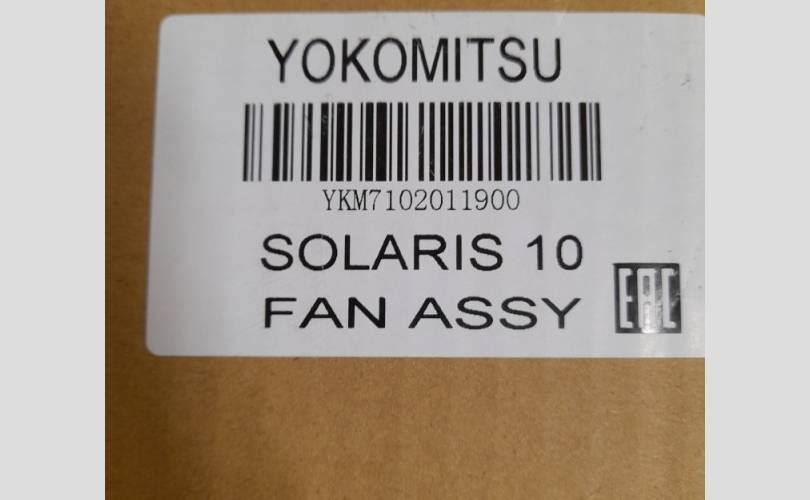 YOKOMITSU
YKM7102011900
SOLARIS 10
FAN ASSY
EAC